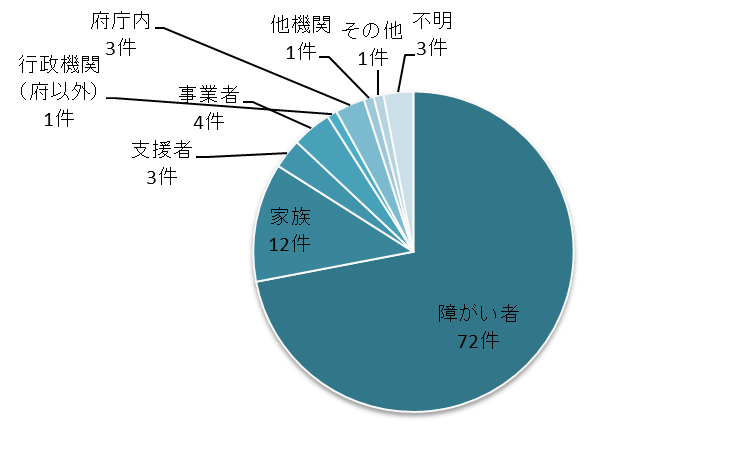 府庁内
3件
他機関
1件
その他
1件
不明
3件
行政機関
（府以外）
1件
事業者
4件
支援者
3件
家族
12件
障がい者
72件